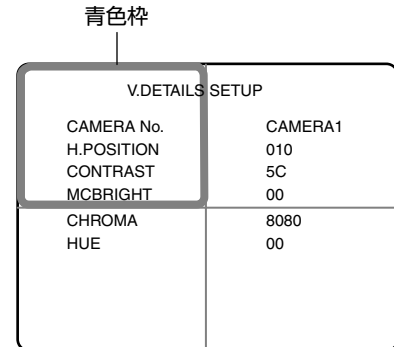 青色枠
V.DETAILS SETUP
CAMERA No. CAMERA1
H.POSITION 010
CONTRAST 5C
MCBRIGHT 00
CHROMA 8080
HUE 00